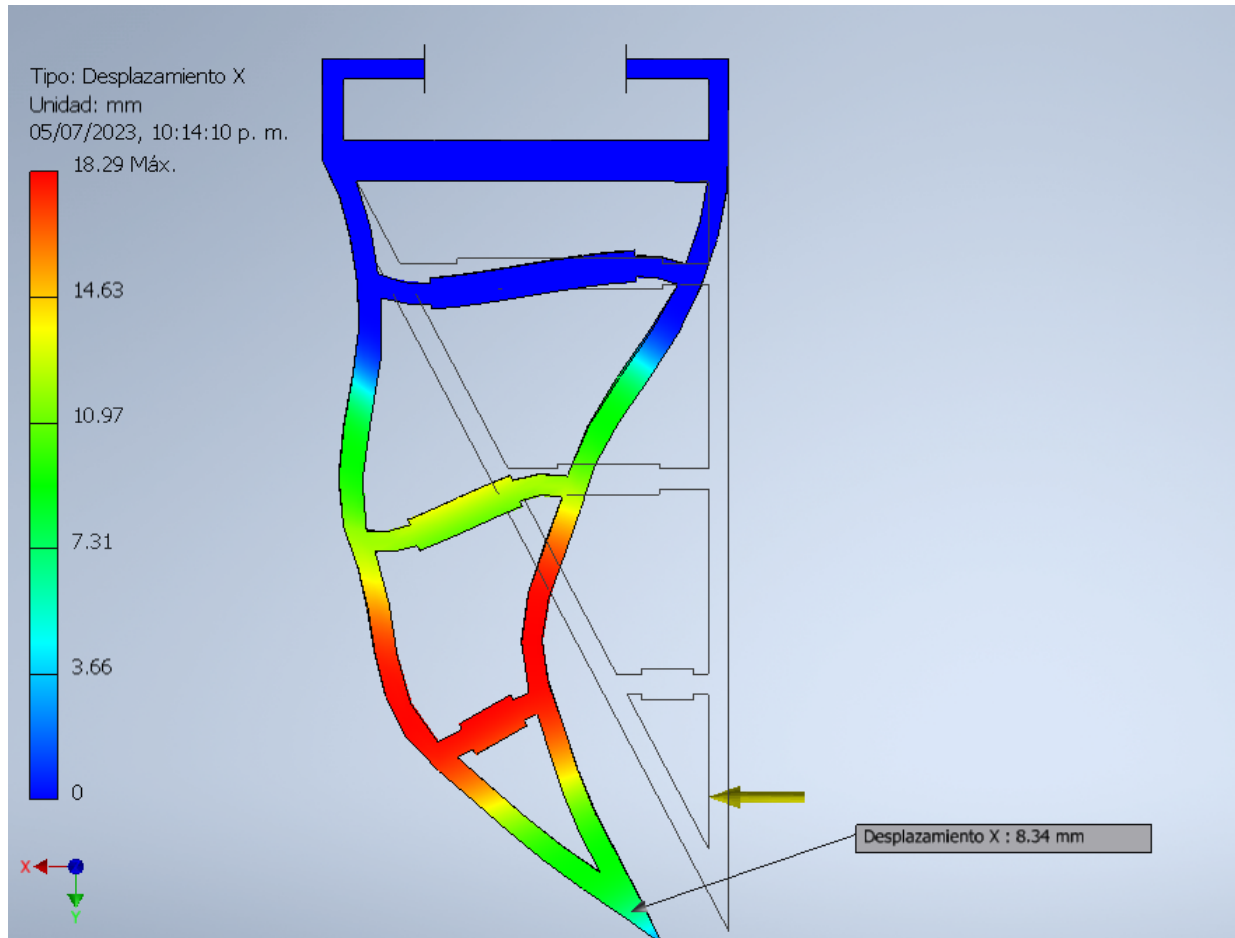 Tipo: Desplazamiento X
Unidad: mm
05/07/2023, 10:14:10 p. m.
18.29 Máx.
14.63
10.97
7.31
3.66
0
Desplazamiento X : 8.34 mm
X
Y